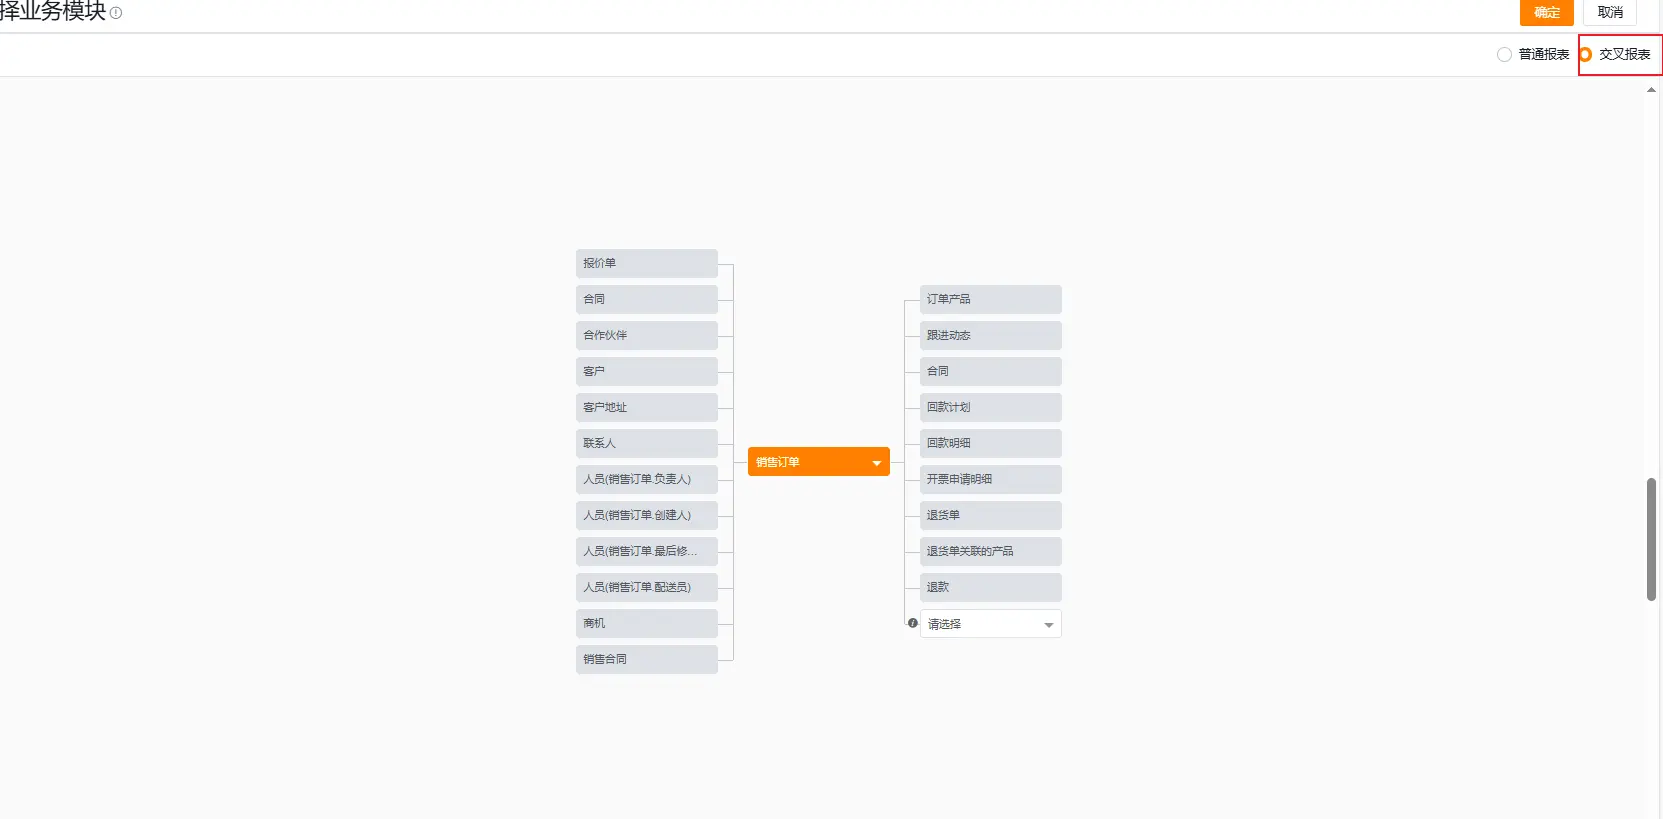 择业务模块
确定
取消
普通报表
交叉报表
报价单
合同
合作伙伴
客户
客户地址
联系人
人员(销售订单.负责人)
人员(销售订单.创建人)
人员(销售订单.最后修...
人员(销售订单.配送员)
商机
销售合同
销售订单
订单产品
跟进动态
合同
回款计划
回款明细
开票申请明细
退货单
退货单关联的产品
退款
请选择